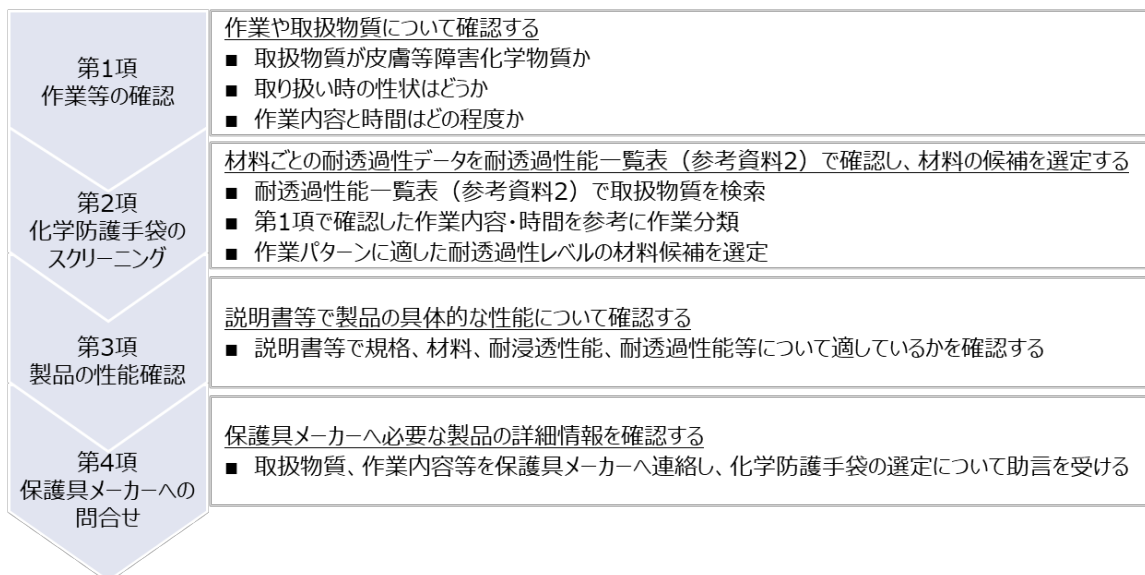 第1項
作業等の確認
作業や取扱物質について確認する
■ 取扱物質が皮膚等障害化学物質か
■ 取り扱い時の性状はどうか
■ 作業内容と時間はどの程度か
第2項
化学防護手袋の
スクリーニング
材料ごとの耐透過性データを耐透過性能一覧表（参考資料2）で確認し、材料の候補を選定する
■ 耐透過性能一覧表（参考資料2）で取扱物質を検索
■ 第1項で確認した作業内容・時間を参考に作業分類
■ 作業パターンに適した耐透過性レベルの材料候補を選定
第3項
製品の性能確認
説明書等で製品の具体的な性能について確認する
■ 説明書等で規格、材料、耐浸透性能、耐透過性能等について適しているかを確認する
第4項
保護具メーカーへの
問合せ
保護具メーカーへ必要な製品の詳細情報を確認する
■ 取扱物質、作業内容等を保護具メーカーへ連絡し、化学防護手袋の選定について助言を受ける